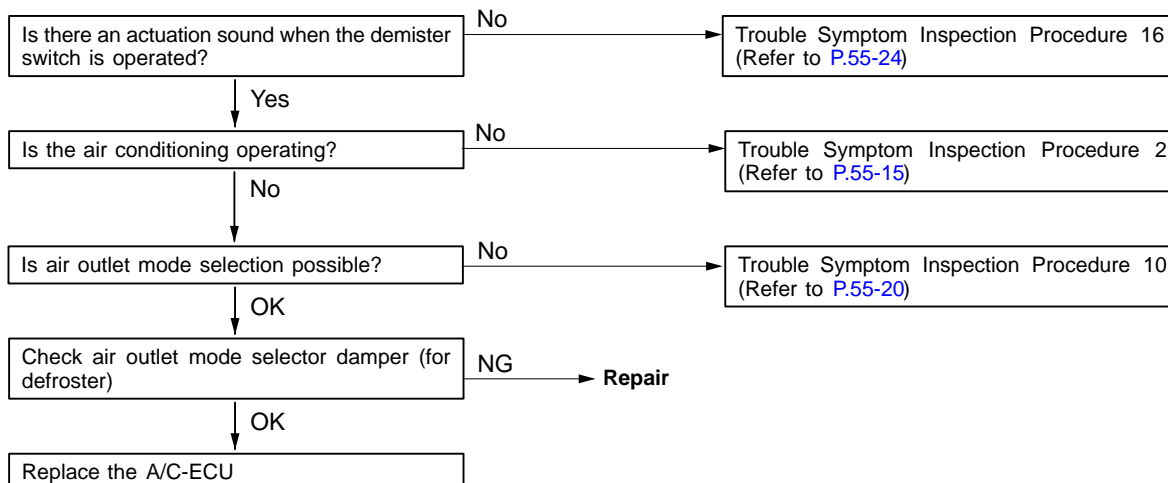 Is there an actuation sound when the demister
switch is operated?
No
Trouble Symptom Inspection Procedure 16
(Refer to P.55-24)
Yes
Is the air conditioning operating?
No
Trouble Symptom Inspection Procedure 2
(Refer to P.55-15)
No
Is air outlet mode selection possible?
No
Trouble Symptom Inspection Procedure 10
(Refer to P.55-20)
OK
Check air outlet mode selector damper (for
defroster)
NG
Repair
OK
Replace the A/C-ECU